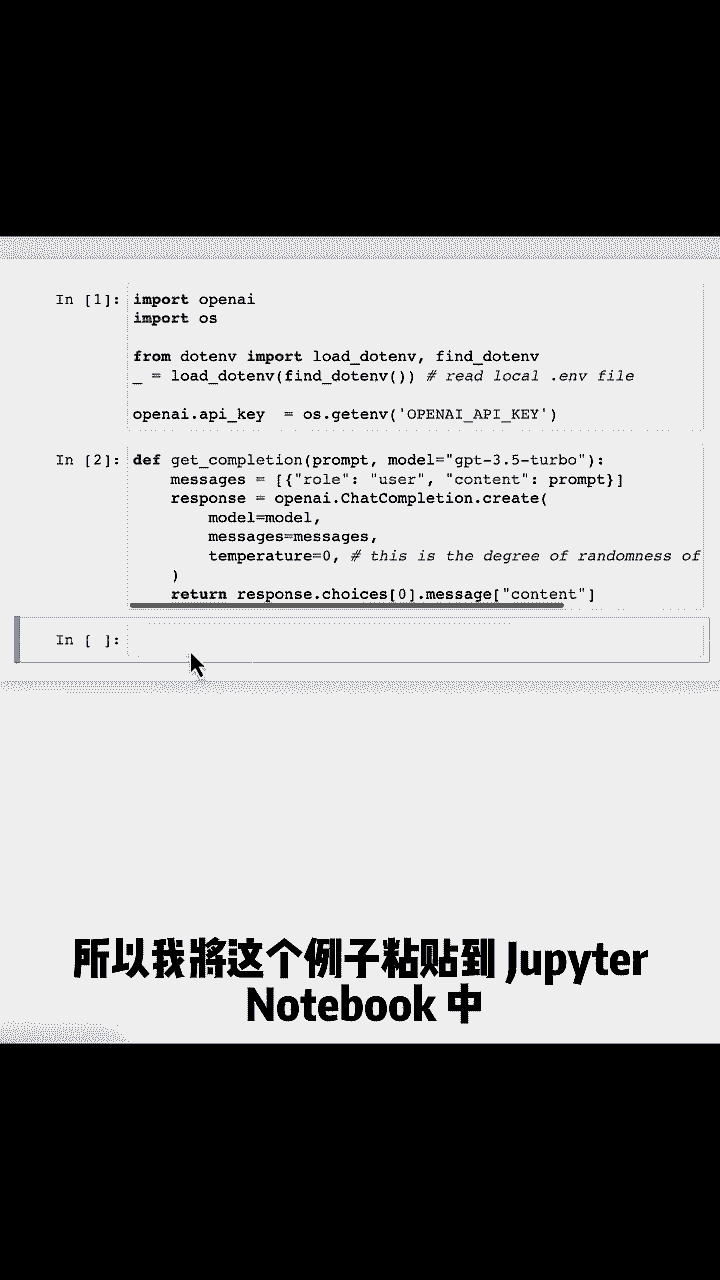 In [1]: import openai
import os
from dotenv import load_dotenv, find_dotenv
_ = load_dotenv(find_dotenv()) # read local .env file
openai.api_key  = os.getenv('OPENAI_API_KEY')
In [2]: def get_completion(prompt, model="gpt-3.5-turbo"):
    messages = [{"role": "user", "content": prompt}]
    response = openai.ChatCompletion.create(
        model=model,
        messages=messages,
        temperature=0, # this is the degree of randomness of
    )
    return response.choices[0].message["content"]
In [ ]:
所以我將这个例子粘贴到 Jupyter
Notebook 中